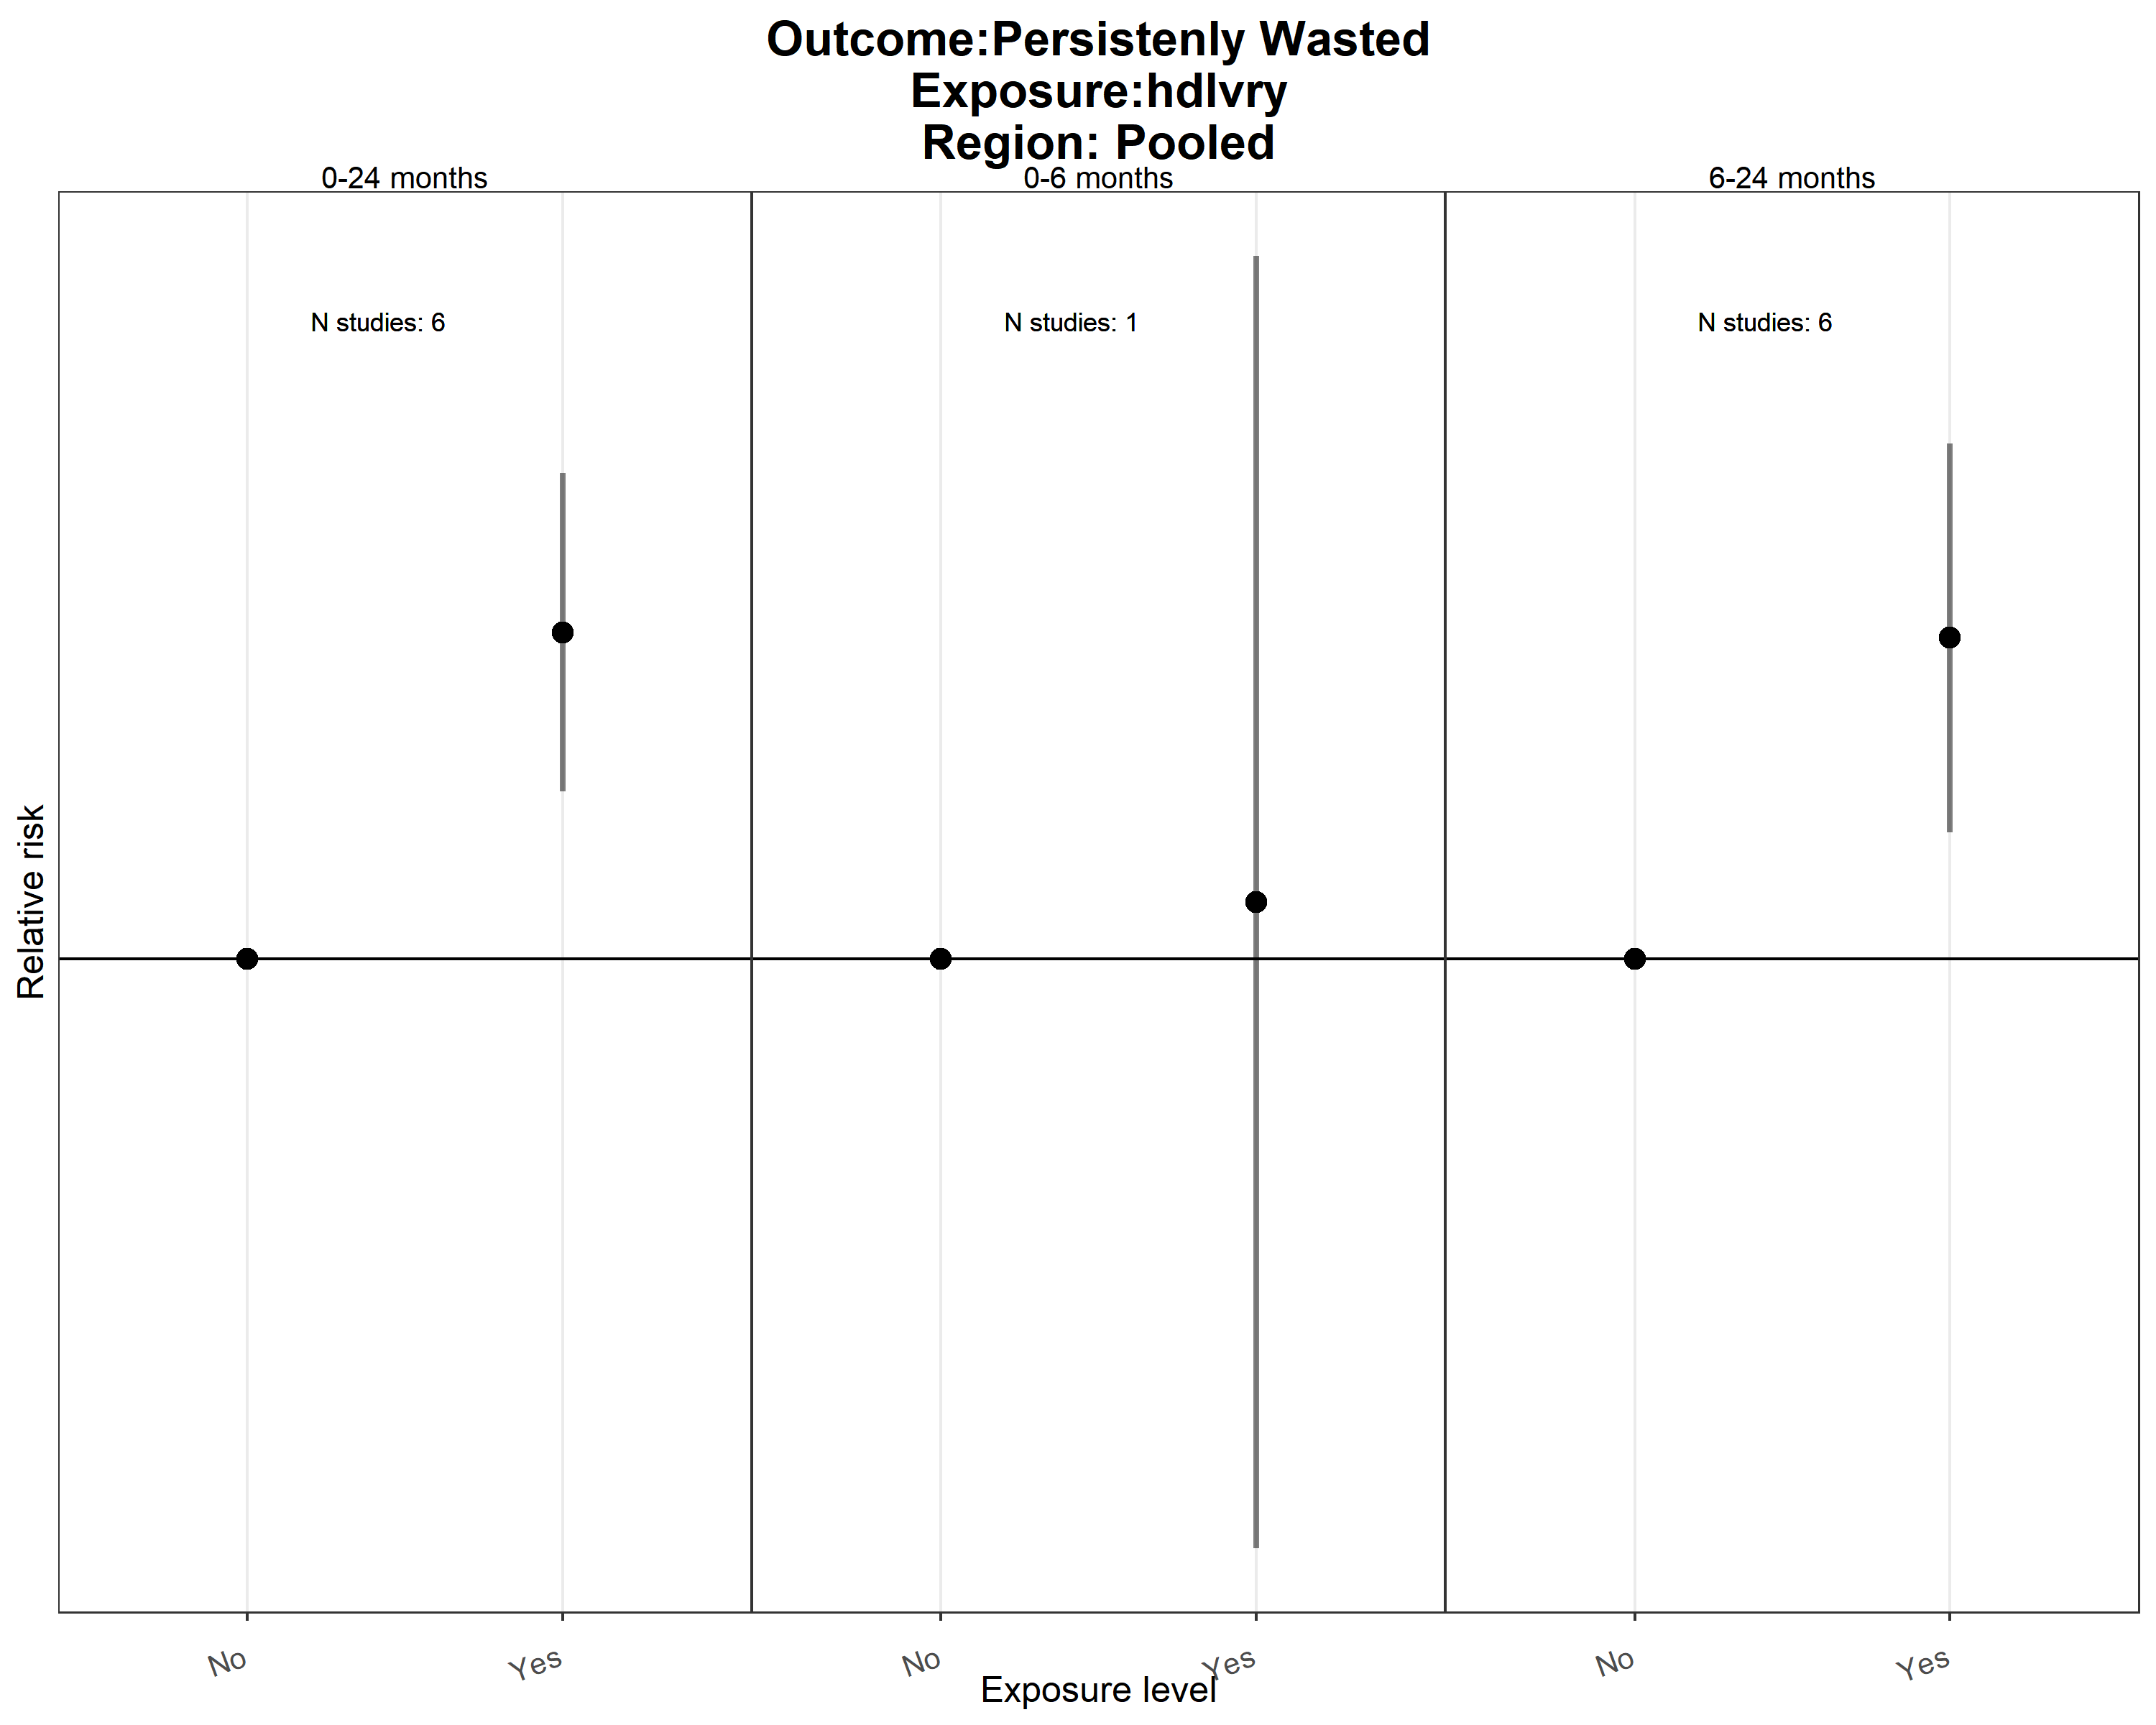 Outcome:Persistenly Wasted
Exposure:hdlvry
Region: Pooled
0-24 months
0-6 months
6-24 months
N studies: 6
N studies: 1
N studies: 6
Relative risk
No
Yes
No
Yes
No
Yes
Exposure level